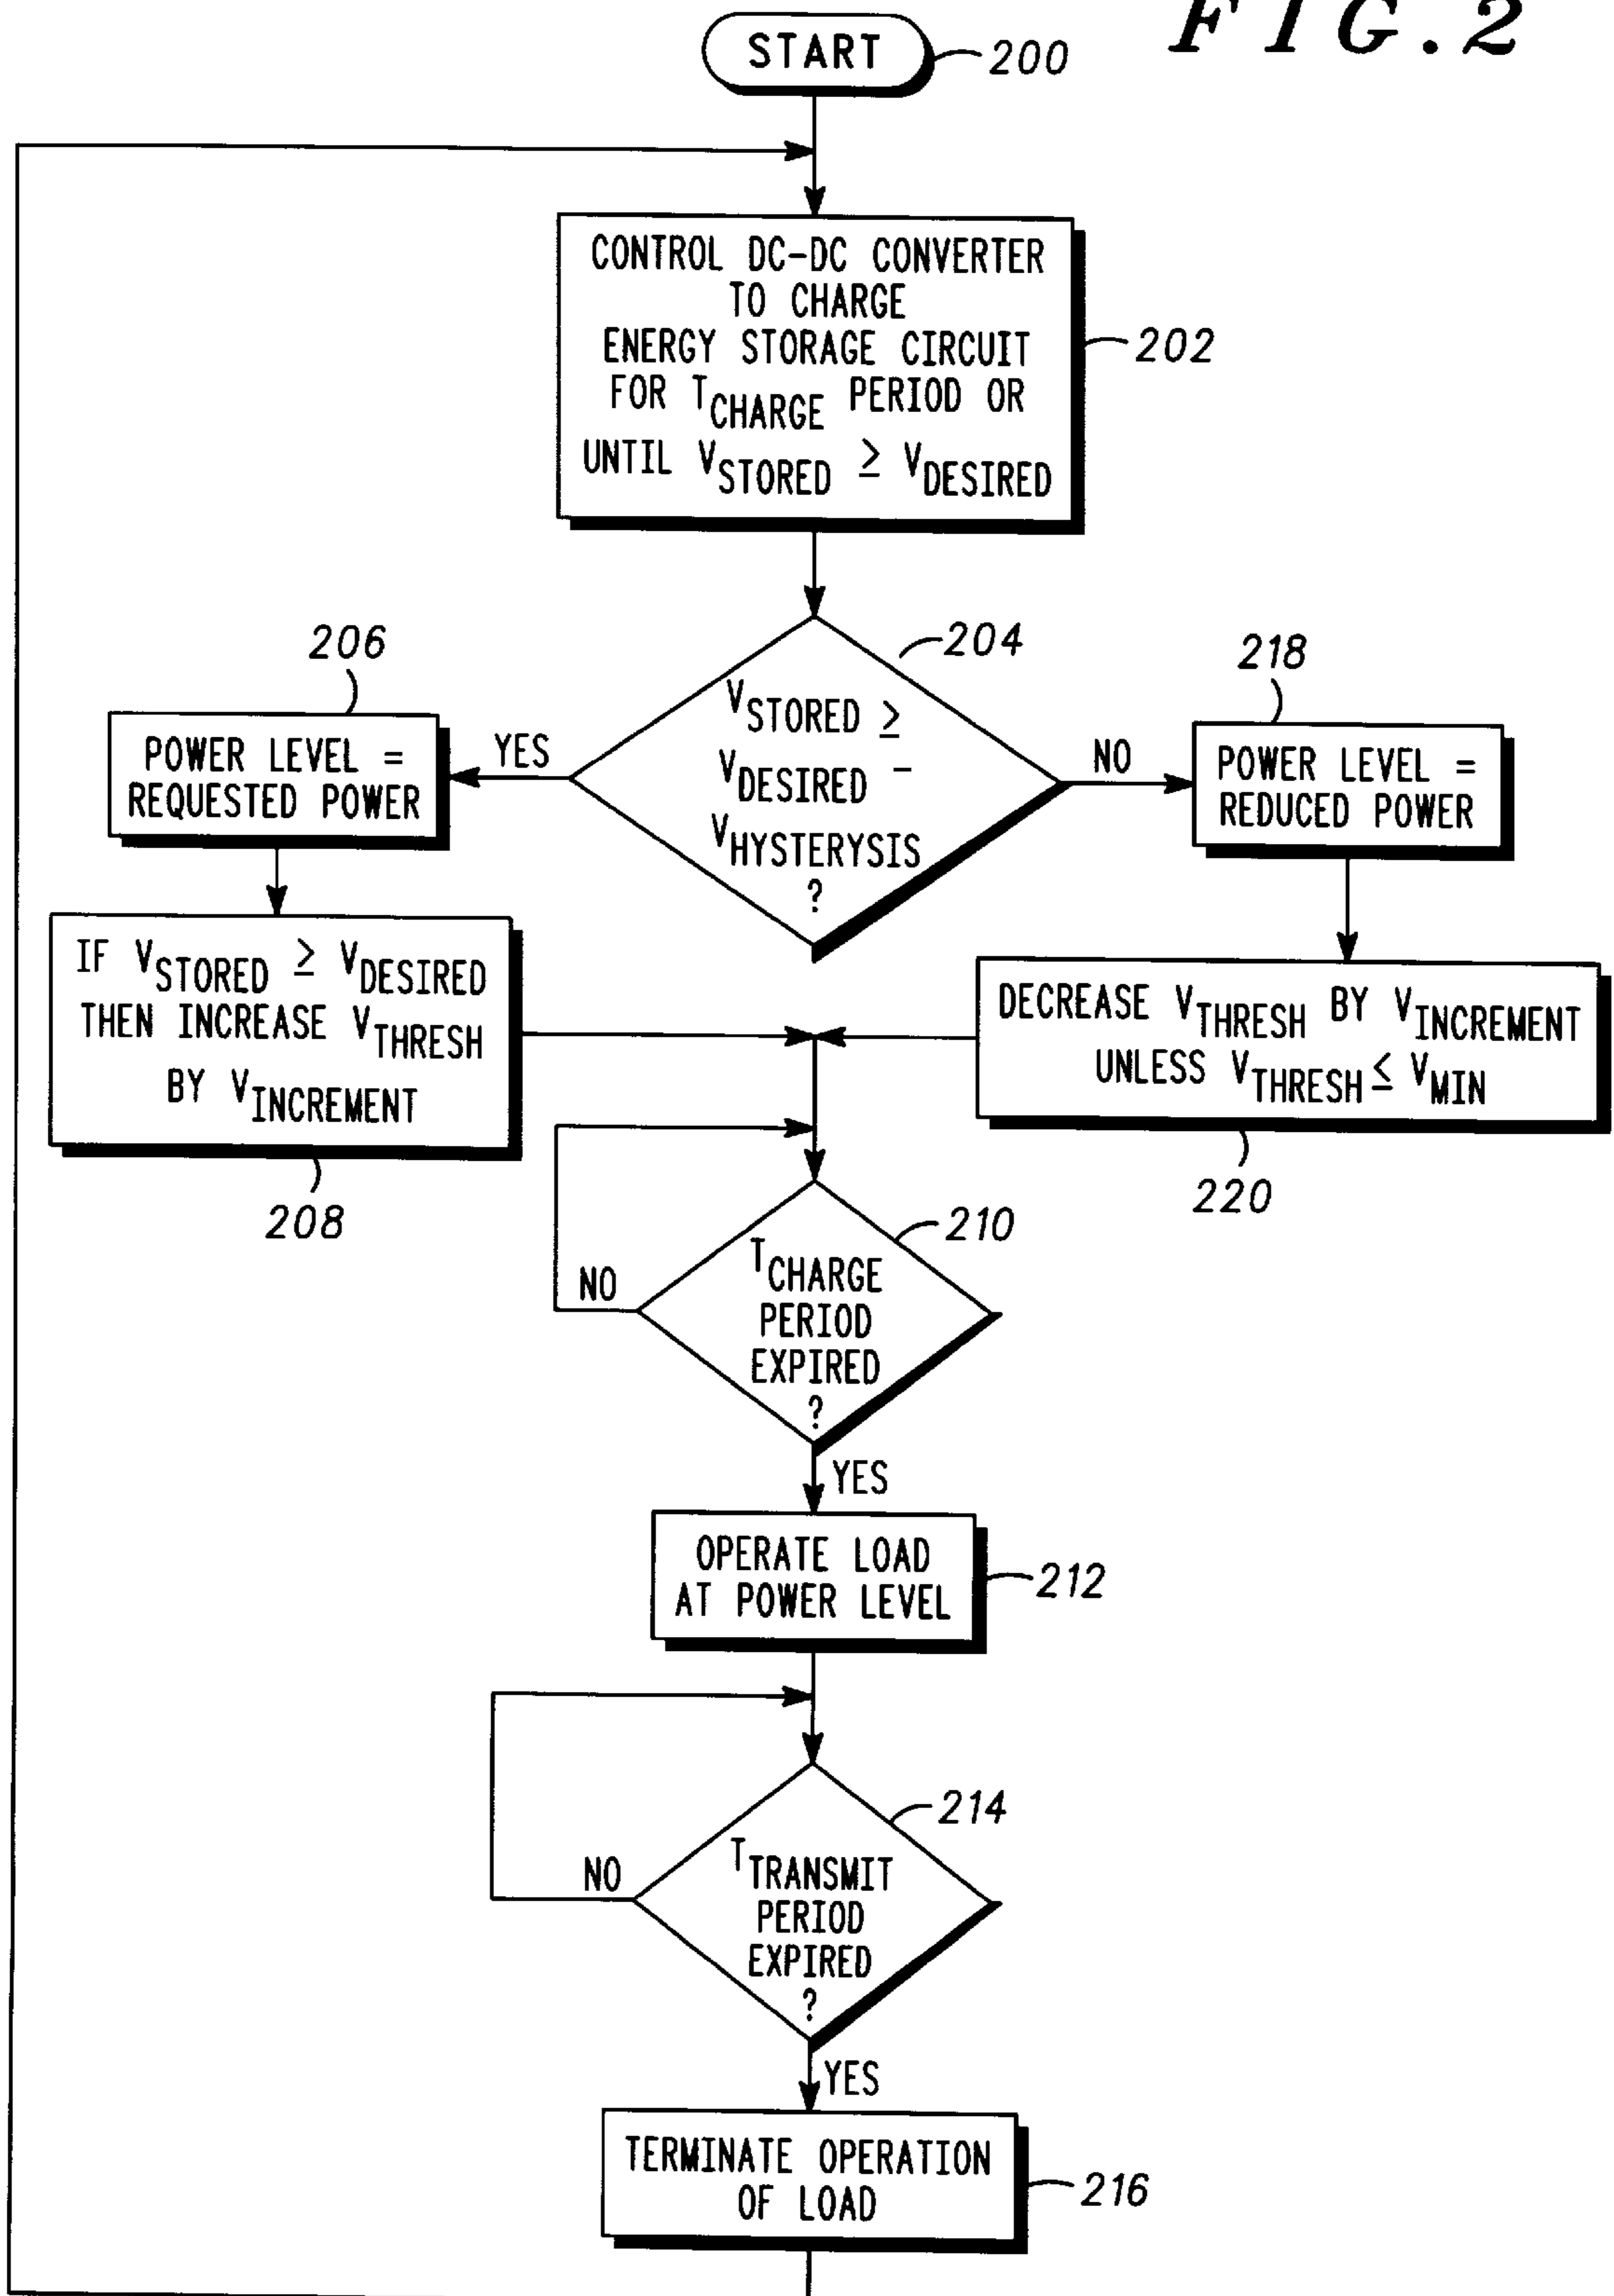 FIG. 2
START
200
CONTROL DC-DC CONVERTER
TO CHARGE
ENERGY STORAGE CIRCUIT
FOR TCHARGE PERIOD OR
UNTIL VSTORED ≥ VDESIRED
202
204
VSTORED ≥
VDESIRED -
VHYSTERYSIS
?
YES
NO
206
POWER LEVEL =
REQUESTED POWER
218
POWER LEVEL =
REDUCED POWER
IF VSTORED ≥ VDESIRED
THEN INCREASE VTHRESH
BY VINCREMENT
208
DECREASE VTHRESH BY VINCREMENT
UNLESS VTHRESH ≤ VMIN
220
210
TCHARGE
PERIOD
EXPIRED
?
NO
YES
OPERATE LOAD
AT POWER LEVEL
212
214
TTRANSMIT
PERIOD
EXPIRED
?
NO
YES
TERMINATE OPERATION
OF LOAD
216